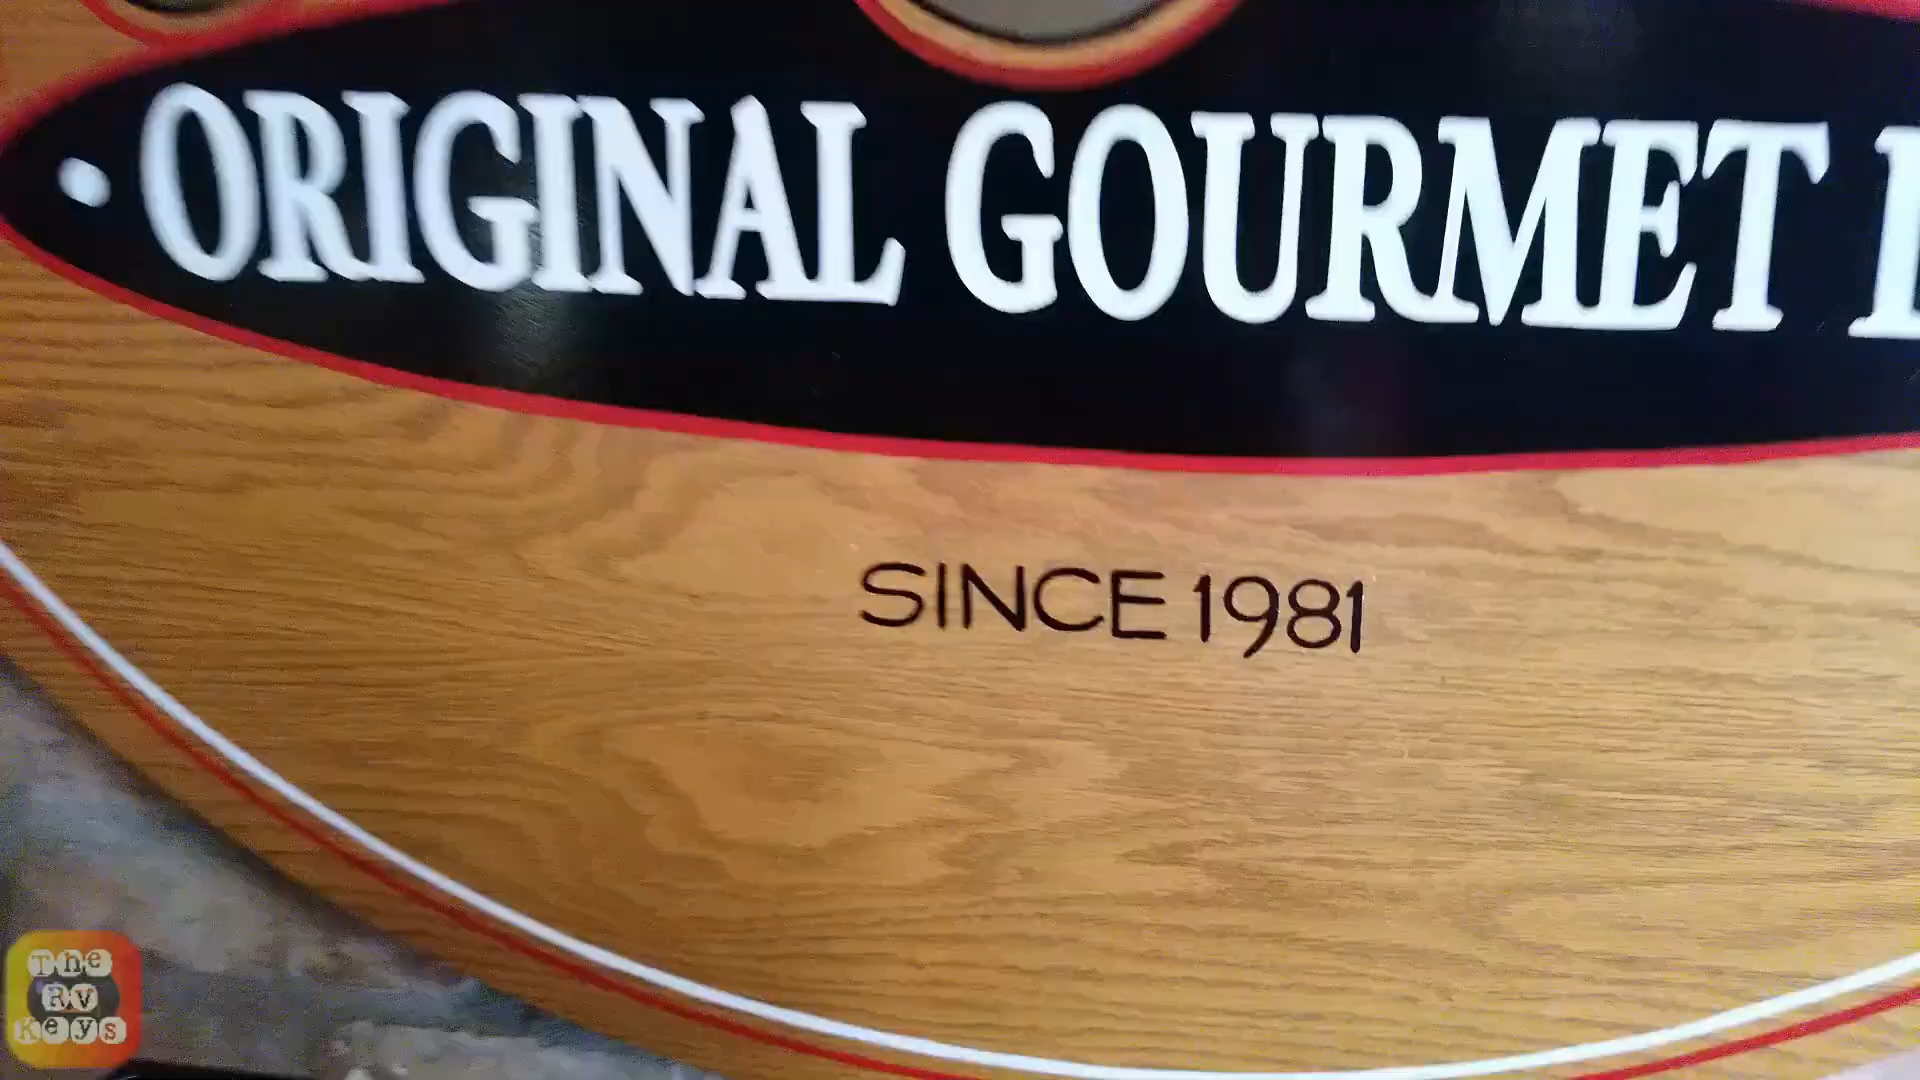 • ORIGINAL GOURMET
SINCE 1981
The
RV
Keys